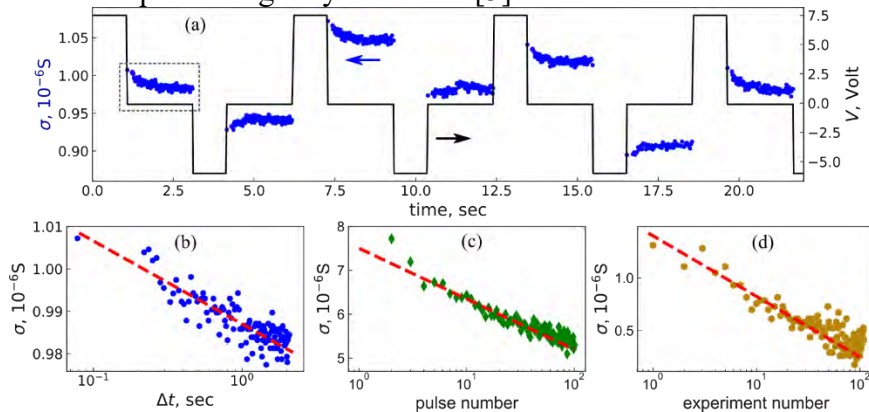 (a)
σ, 10⁻⁶S
1.05
1.00
0.95
0.90
7.5
5.0
2.5
0.0
−2.5
−5.0
V, Volt
0.0 2.5 5.0 7.5 10.0 12.5 15.0 17.5 20.0
time, sec
(b)
σ, 10⁻⁶S
1.01
1.00
0.99
0.98
10⁻¹ 10⁰
Δt, sec
(c)
σ, 10⁻⁶S
8
7
6
5
10⁰ 10¹ 10²
pulse number
(d)
σ, 10⁻⁶S
1.0
0.5
10⁰ 10¹ 10²
experiment number